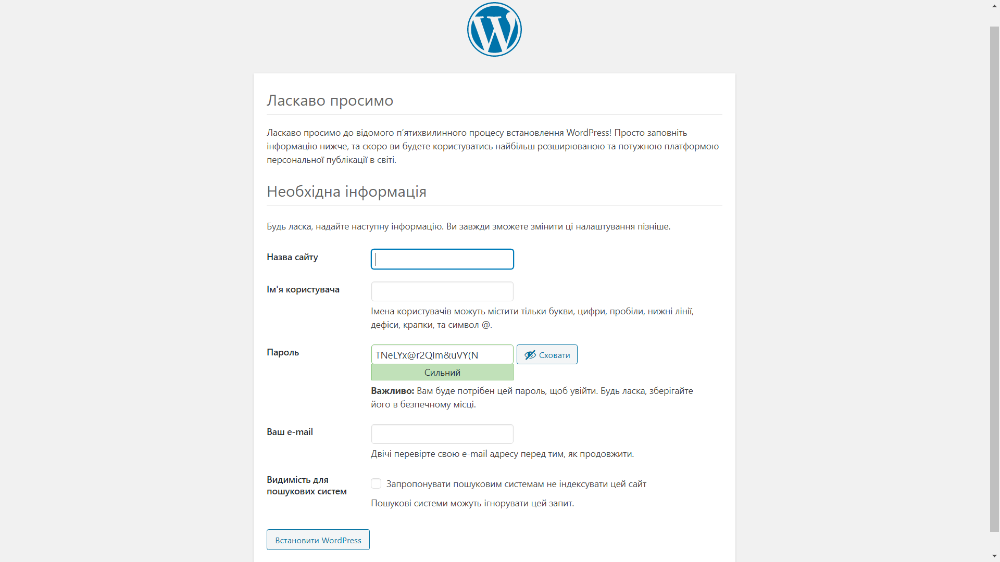 Ласкаво просимо
Ласкаво просимо до відомого п’ятихвилинного процесу встановлення WordPress! Просто заповніть
інформацію нижче, та скоро ви будете користуватись найбільш розширюваною та потужною платформою
персональної публікації в світі.
Необхідна інформація
Будь ласка, надайте наступну інформацію. Ви завжди зможете змінити ці налаштування пізніше.
Назва сайту
Ім'я користувача
Імена користувачів можуть містити тільки букви, цифри, пробіли, нижні лінії,
дефіси, крапки, та символ @.
Пароль
TNeLYx@r2QIm&uVY(N
Сховати
Сильний
Важливо: Вам буде потрібен цей пароль, щоб увійти. Будь ласка, зберігайте
його в безпечному місці.
Ваш e-mail
Двічі перевірте свою e-mail адресу перед тим, як продовжити.
Видимість для
пошукових систем
Запропонувати пошуковим системам не індексувати цей сайт
Пошукові системи можуть ігнорувати цей запит.
Встановити WordPress